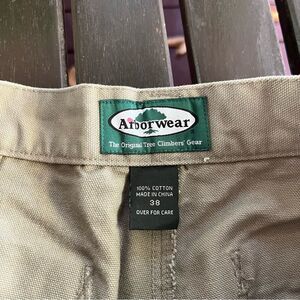 Arborwear
The Original Tree Climbers' Gear
100% COTTON
MADE IN CHINA
38
OVER FOR CARE